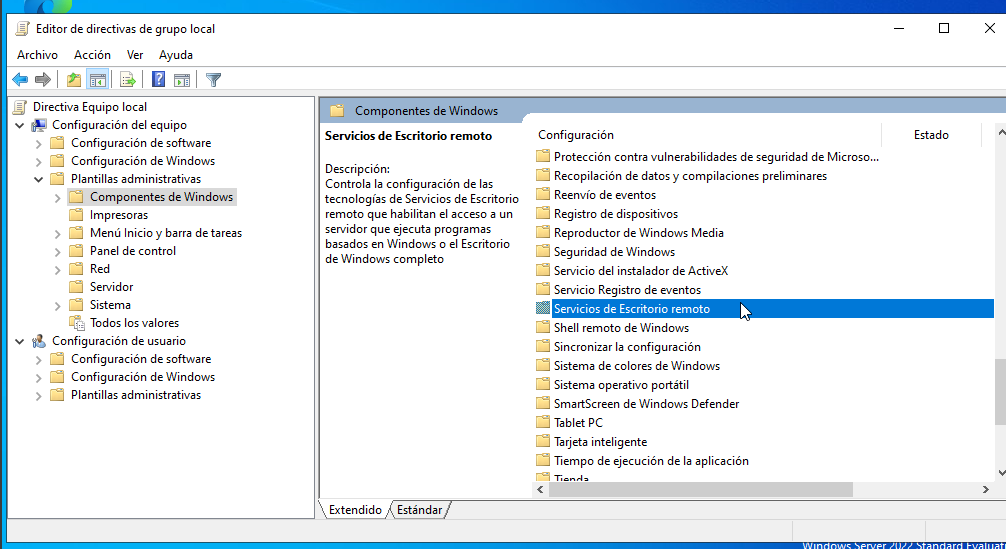 Editor de directivas de grupo local
Archivo Acción Ver Ayuda
Directiva Equipo local
Configuración del equipo
Configuración de software
Configuración de Windows
Plantillas administrativas
Componentes de Windows
Impresoras
Menú Inicio y barra de tareas
Panel de control
Red
Servidor
Sistema
Todos los valores
Configuración de usuario
Configuración de software
Configuración de Windows
Plantillas administrativas
Componentes de Windows
Servicios de Escritorio remoto
Descripción:
Controla la configuración de las
tecnologías de Servicios de Escritorio
remoto que habilitan el acceso a un
servidor que ejecuta programas
basados en Windows o el Escritorio
de Windows completo
Configuración Estado
Protección contra vulnerabilidades de seguridad de Microso...
Recopilación de datos y compilaciones preliminares
Reenvío de eventos
Registro de dispositivos
Reproductor de Windows Media
Seguridad de Windows
Servicio del instalador de ActiveX
Servicio Registro de eventos
Servicios de Escritorio remoto
Shell remoto de Windows
Sincronizar la configuración
Sistema de colores de Windows
Sistema operativo portátil
SmartScreen de Windows Defender
Tablet PC
Tarjeta inteligente
Tiempo de ejecución de la aplicación
Tienda
Extendido Estándar
Windows Server 2022 Standard Evaluat